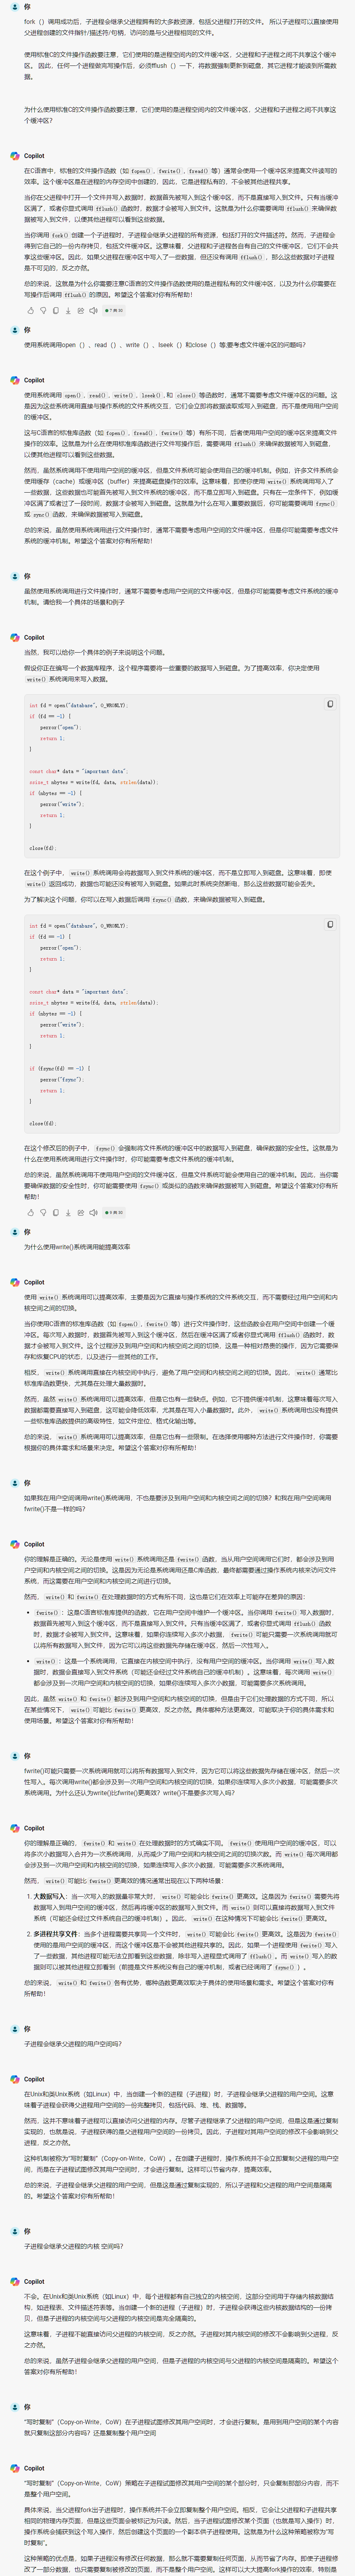 你
fork（）调用成功后，子进程会继承父进程拥有的大多数资源，包括父进程打开的文件。 所以子进程可以直接使用
父进程创建的文件指针/描述符/句柄，访问的是与父进程相同的文件。
使用标准C的文件操作函数要注意，它们使用的是进程空间内的文件缓冲区，父进程和子进程之间不共享这个缓冲
区。 因此，任何一个进程做完写操作后，必须fflush（）一下，将数据强制更新到磁盘，其它进程才能读到所需数
据。
为什么使用标准C的文件操作函数要注意，它们使用的是进程空间内的文件缓冲区，父进程和子进程之间不共享这
个缓冲区？
Copilot
在C语言中，标准的文件操作函数（如 fopen()、fwrite()、fread() 等）通常会使用一个缓冲区来提高文件读写的
效率。这个缓冲区是在进程的内存空间中创建的，因此，它是进程私有的，不会被其他进程共享。
当你在父进程中打开一个文件并写入数据时，数据首先被写入到这个缓冲区，而不是直接写入到文件。只有当缓冲
区满了，或者你显式调用 fflush() 函数时，数据才会被写入到文件。这就是为什么你需要调用 fflush() 来确保数
据被写入到文件，以便其他进程可以看到这些数据。
当你调用 fork() 创建一个子进程时，子进程会继承父进程的所有资源，包括打开的文件描述符。然而，子进程会
得到它自己的一份内存拷贝，包括文件缓冲区。这意味着，父进程和子进程各自有自己的文件缓冲区，它们不会共
享这些缓冲区。因此，如果父进程在缓冲区中写入了一些数据，但还没有调用 fflush()，那么这些数据对子进程
是不可见的，反之亦然。
总的来说，这就是为什么你需要注意C语言的文件操作函数使用的是进程私有的文件缓冲区，以及为什么你需要在
写操作后调用 fflush() 的原因。希望这个答案对你有所帮助！
你
使用系统调用open（）、read（）、write（）、lseek（）和close（）等,要考虑文件缓冲区的问题吗？
Copilot
使用系统调用 open()，read()，write()，lseek()，和 close() 等函数时，通常不需要考虑文件缓冲区的问题。这
是因为这些系统调用直接与操作系统的文件系统交互，它们会立即将数据读取或写入到磁盘，而不是使用用户空间
的缓冲区。
这与C语言的标准库函数（如 fopen()、fread()、fwrite() 等）有所不同，后者使用用户空间的缓冲区来提高文件
操作的效率。这就是为什么在使用标准库函数进行文件写操作后，需要调用 fflush() 来确保数据被写入到磁盘，
以便其他进程可以看到这些数据。
然而，虽然系统调用不使用用户空间的缓冲区，但是文件系统可能会使用自己的缓冲机制。例如，许多文件系统会
使用缓存（cache）或缓冲区（buffer）来提高磁盘操作的效率。这意味着，即使你使用 write() 系统调用写入了
一些数据，这些数据也可能首先被写入到文件系统的缓冲区，而不是立即写入到磁盘。只有在一定条件下，例如缓
冲区满了或者过了一段时间，数据才会被写入到磁盘。这就是为什么在写入重要数据后，你可能需要调用 fsync()
或 sync() 函数，来确保数据被写入到磁盘。
总的来说，虽然使用系统调用进行文件操作时，通常不需要考虑用户空间的文件缓冲区，但是你可能需要考虑文件
系统的缓冲机制。希望这个答案对你有所帮助！
你
虽然使用系统调用进行文件操作时，通常不需要考虑用户空间的文件缓冲区，但是你可能需要考虑文件系统的缓冲
机制。请给我一个具体的场景和例子
Copilot
当然，我可以给你一个具体的例子来说明这个问题。
假设你正在编写一个数据库程序，这个程序需要将一些重要的数据写入到磁盘。为了提高效率，你决定使用
write() 系统调用来写入数据。
int fd = open("database", O_WRONLY);
if (fd == -1) {
perror("open");
return 1;
}
const char* data = "important data";
ssize_t nbytes = write(fd, data, strlen(data));
if (nbytes == -1) {
perror("write");
return 1;
}
close(fd);
在这个例子中， write() 系统调用会将数据写入到文件系统的缓冲区，而不是立即写入到磁盘。这意味着，即使
write() 返回成功，数据也可能还没有被写入到磁盘。如果此时系统突然断电，那么这些数据可能会丢失。
为了解决这个问题，你可以在写入数据后调用 fsync() 函数，来确保数据被写入到磁盘。
int fd = open("database", O_WRONLY);
if (fd == -1) {
perror("open");
return 1;
}
const char* data = "important data";
ssize_t nbytes = write(fd, data, strlen(data));
if (nbytes == -1) {
perror("write");
return 1;
}
if (fsync(fd) == -1) {
perror("fsync");
return 1;
}
close(fd);
在这个修改后的例子中， fsync() 会强制将文件系统的缓冲区中的数据写入到磁盘，确保数据的安全性。这就是为
什么在使用系统调用进行文件操作时，你可能需要考虑文件系统的缓冲机制。
总的来说，虽然系统调用不使用用户空间的文件缓冲区，但是文件系统可能会使用自己的缓冲机制。因此，当你需
要确保数据的安全性时，你可能需要使用 fsync() 或类似的函数来确保数据被写入到磁盘。希望这个答案对你有所
帮助！
你
为什么使用write()系统调用能提高效率
Copilot
使用 write() 系统调用可以提高效率，主要是因为它直接与操作系统的文件系统交互，而不需要经过用户空间和内
核空间之间的切换。
当你使用C语言的标准库函数（如 fopen()、fwrite() 等）进行文件操作时，这些函数会在用户空间中创建一个缓冲
区。每次写入数据时，数据首先被写入到这个缓冲区，然后在缓冲区满了或者你显式调用 fflush() 函数时，数
据才会被写入到文件。这个过程涉及到用户空间和内核空间之间的切换，这是一种相对昂贵的操作，因为它需要保
存和恢复CPU的状态，以及进行一些其他的工作。
相反， write() 系统调用直接在内核空间中执行，避免了用户空间和内核空间之间的切换。因此， write() 通常比
标准库函数更快，尤其是在处理大量数据时。
然而，虽然 write() 系统调用可以提高效率，但是它也有一些缺点。例如，它不提供缓冲机制，这意味着每次写入
数据都需要直接写入到磁盘，这可能会降低效率，尤其是在写入小量数据时。此外， write() 系统调用也没有提供
一些标准库函数提供的高级特性，如文件定位、格式化输出等。
总的来说， write() 系统调用可以提高效率，但是它也有一些限制。在选择使用哪种方法进行文件操作时，你需要
根据你的具体需求和场景来决定。希望这个答案对你有所帮助！
你
如果我在用户空间调用write()系统调用，不也是要涉及到用户空间和内核空间之间的切换？和我在用户空间调用
fwrite()不是一样的吗？
Copilot
你的理解是正确的。无论是使用 write() 系统调用还是 fwrite() 函数，当从用户空间调用它们时，都会涉及到用
户空间和内核空间之间的切换。这是因为无论是系统调用还是C库函数，最终都需要通过操作系统内核来访问文件
系统，而这需要在用户空间和内核空间之间进行切换。
然而， write() 和 fwrite() 在处理数据时的方式有所不同，这也是它们在效率上可能存在差异的原因：
• fwrite()：这是C语言标准库提供的函数，它在用户空间中维护一个缓冲区。当你调用 fwrite() 写入数据时，
数据首先被写入到这个缓冲区，而不是直接写入到文件。只有当缓冲区满了，或者你显式调用 fflush() 函数
时，数据才会被写入到文件。这意味着，如果你连续写入多次小数据， fwrite() 可能只需要一次系统调用就可
以将所有数据写入到文件，因为它可以将这些数据先存储在缓冲区，然后一次性写入。
• write()：这是一个系统调用，它直接在内核空间中执行，没有用户空间的缓冲区。当你调用 write() 写入数
据时，数据会直接写入到文件系统（可能还会经过文件系统自己的缓冲机制）。这意味着，每次调用 write()
都会涉及到一次用户空间和内核空间的切换，如果你连续写入多次小数据，可能需要多次系统调用。
因此，虽然 write() 和 fwrite() 都涉及到用户空间和内核空间的切换，但是由于它们处理数据的方式不同，所以
在某些情况下， write() 可能比 fwrite() 更高效，反之亦然。具体哪种方法更高效，可能取决于你的具体需求和
使用场景。希望这个答案对你有所帮助！
你
fwrite()可能只需要一次系统调用就可以将所有数据写入到文件，因为它可以将这些数据先存储在缓冲区，然后一次
性写入。每次调用write()都会涉及到一次用户空间和内核空间的切换，如果你连续写入多次小数据，可能需要多次
系统调用。为什么还认为write()比fwrite()更高效？write()不是要多次写入吗？
Copilot
你的理解是正确的， fwrite() 和 write() 在处理数据时的方式确实不同。 fwrite() 使用用户空间的缓冲区，可以
将多次小数据写入合并为一次系统调用，从而减少了用户空间和内核空间之间的切换次数。而 write() 每次调用都
会涉及到一次用户空间和内核空间的切换，如果连续写入多次小数据，可能需要多次系统调用。
然而， write() 可能比 fwrite() 更高效的情况通常出现在以下两种场景：
1. 大数据写入：当一次写入的数据量非常大时， write() 可能会比 fwrite() 更高效。这是因为 fwrite() 需要先将
数据写入到用户空间的缓冲区，然后再将缓冲区的数据写入到文件。而 write() 则可以直接将数据写入到文件
系统（可能还会经过文件系统自己的缓冲机制）。因此， write() 在这种情况下可能会比 fwrite() 更高效。
2. 多进程共享文件：当多个进程需要共享同一个文件时， write() 可能会比 fwrite() 更高效。这是因为 fwrite()
使用的是用户空间的缓冲区，而这个缓冲区是不会被其他进程共享的。因此，如果一个进程使用 fwrite() 写入
了一些数据，其他进程可能无法立即看到这些数据，除非写入进程显式调用了 fflush()。而 write() 写入的数
据则可以被其他进程立即看到（前提是文件系统没有自己的缓冲机制，或者已经调用了 fsync()）。
总的来说， write() 和 fwrite() 各有优势，哪种函数更高效取决于具体的使用场景和需求。希望这个答案对你有
所帮助！
你
子进程会继承父进程的用户空间吗？
Copilot
在Unix和类Unix系统（如Linux）中，当创建一个新的进程（子进程）时，子进程会继承父进程的用户空间。这意
味着子进程会获得父进程用户空间的一份完整拷贝，包括代码、堆、栈、数据等。
然而，这并不意味着子进程可以直接访问父进程的内存。尽管子进程继承了父进程的用户空间，但是这是通过复制
实现的，也就是说，子进程获得的是父进程用户空间的一份拷贝。因此，子进程对其内存空间的修改不会影响到父
进程，反之亦然。
这种机制被称为“写时复制”（Copy-on-Write，CoW）。在创建子进程时，操作系统并不会立即复制父进程的用户空
间，而是在子进程试图修改其用户空间时，才会进行复制。这样可以节省内存，提高效率。
总的来说，子进程会继承父进程的用户空间，但是这是通过复制实现的，所以子进程和父进程的用户空间是隔离
的。希望这个答案对你有所帮助！
你
子进程会继承父进程的内核 空间吗？
Copilot
不会。在Unix和类Unix系统（如Linux）中，每个进程都有自己独立的内核空间，这部分空间用于存储内核数据结
构，如进程表、文件描述符表等。当创建一个新的进程（子进程）时，子进程会获得这些内核数据结构的一份拷
贝，但是子进程的内核空间与父进程的内核空间是完全隔离的。
这意味着，子进程不能直接访问父进程的内核空间，反之亦然。子进程对其内核空间的修改不会影响到父进程，反
之亦然。
总的来说，虽然子进程会继承父进程的用户空间，但是子进程的内核空间与父进程的内核空间是隔离的。希望这个
答案对你有所帮助！
你
“写时复制”（Copy-on-Write，CoW）在子进程试图修改其用户空间时，才会进行复制。是用到用户空间的某个内容
就只复制这部分内容吗？还是复制整个用户空间
Copilot
“写时复制”（Copy-on-Write，CoW）策略在子进程试图修改其用户空间的某个部分时，只会复制那部分内容，而不
是整个用户空间。
具体来说，当父进程fork出子进程时，操作系统并不会立即复制整个用户空间。相反，它会让父进程和子进程共享
相同的物理内存页面，但是这些页面会被标记为只读。然后，当子进程试图修改某个页面（也就是写入操作）时，
操作系统会捕获到这个写入操作，然后创建这个页面的一个副本供子进程使用。这就是为什么这个策略被称为“写
时复制”。
这种策略的优点是，如果子进程没有修改任何数据，那么就不需要复制任何页面，从而节省了内存。即使子进程修
改了一部分数据，也只需要复制被修改的页面，而不是整个用户空间。这样可以大大提高fork操作的效率，特别是